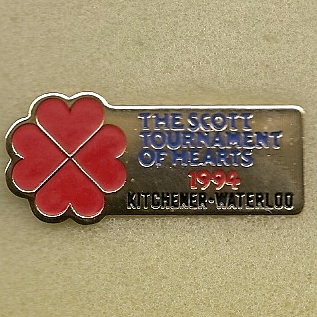 THE SCOTT
TOURNAMENT
OF HEARTS
1994
KITCHENER-WATERLOO